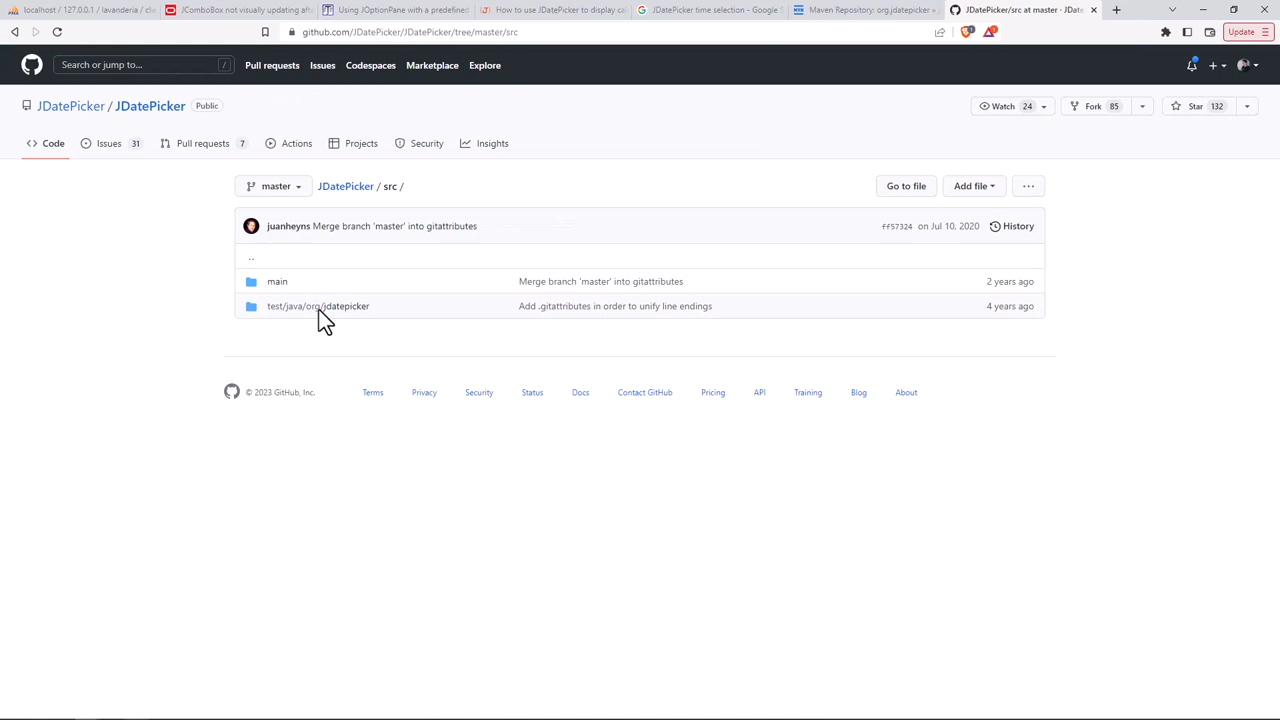 localhost / 127.0.0.1 / lavanderia / cli
JComboBox not visually updating aft
Using JOptionPane with a predefined
How to use JDatePicker to display cal
JDatePicker time selection - Google S
Maven Repository: org.jdatepicker »
JDatePicker/src at master · JDate
github.com/JDatePicker/JDatePicker/tree/master/src
Update
Search or jump to...
/
Pull requests
Issues
Codespaces
Marketplace
Explore
JDatePicker / JDatePicker
Public
Watch 24
Fork 85
Star 132
Code
Issues 31
Pull requests 7
Actions
Projects
Security
Insights
master
JDatePicker / src /
Go to file
Add file
juanheyns Merge branch 'master' into gitattributes
ff57324 on Jul 10, 2020
History
..
main
Merge branch 'master' into gitattributes
2 years ago
test/java/org/jdatepicker
Add .gitattributes in order to unify line endings
4 years ago
© 2023 GitHub, Inc.
Terms
Privacy
Security
Status
Docs
Contact GitHub
Pricing
API
Training
Blog
About